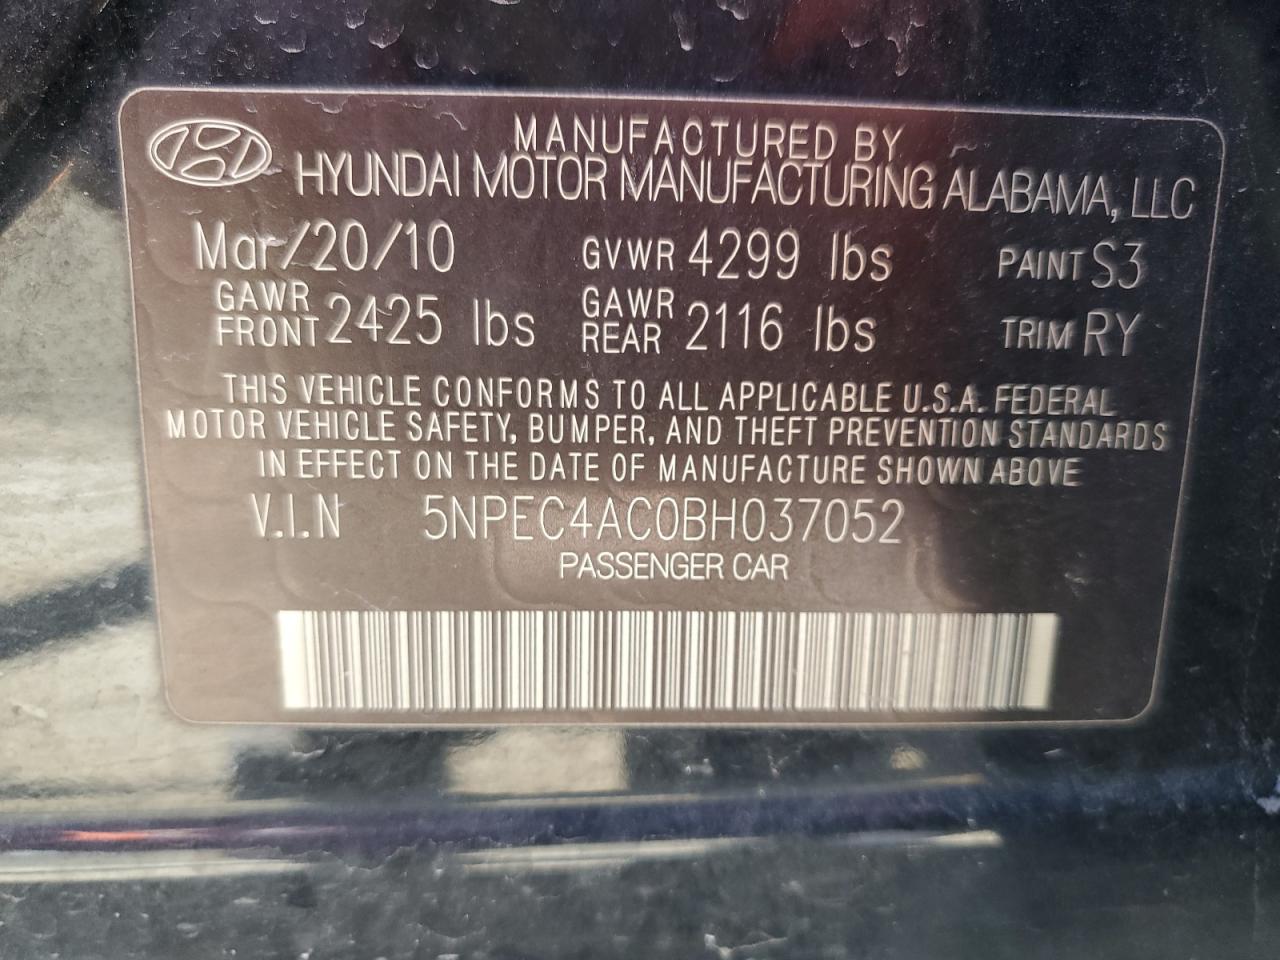 MANUFACTURED BY
HYUNDAI MOTOR MANUFACTURING ALABAMA, LLC
Mar/20/10 GVWR 4299 lbs PAINT S3
GAWR FRONT 2425 lbs GAWR REAR 2116 lbs TRIM RY
THIS VEHICLE CONFORMS TO ALL APPLICABLE U.S.A. FEDERAL
MOTOR VEHICLE SAFETY, BUMPER, AND THEFT PREVENTION STANDARDS
IN EFFECT ON THE DATE OF MANUFACTURE SHOWN ABOVE
V.I.N 5NPEC4AC0BH037052
PASSENGER CAR